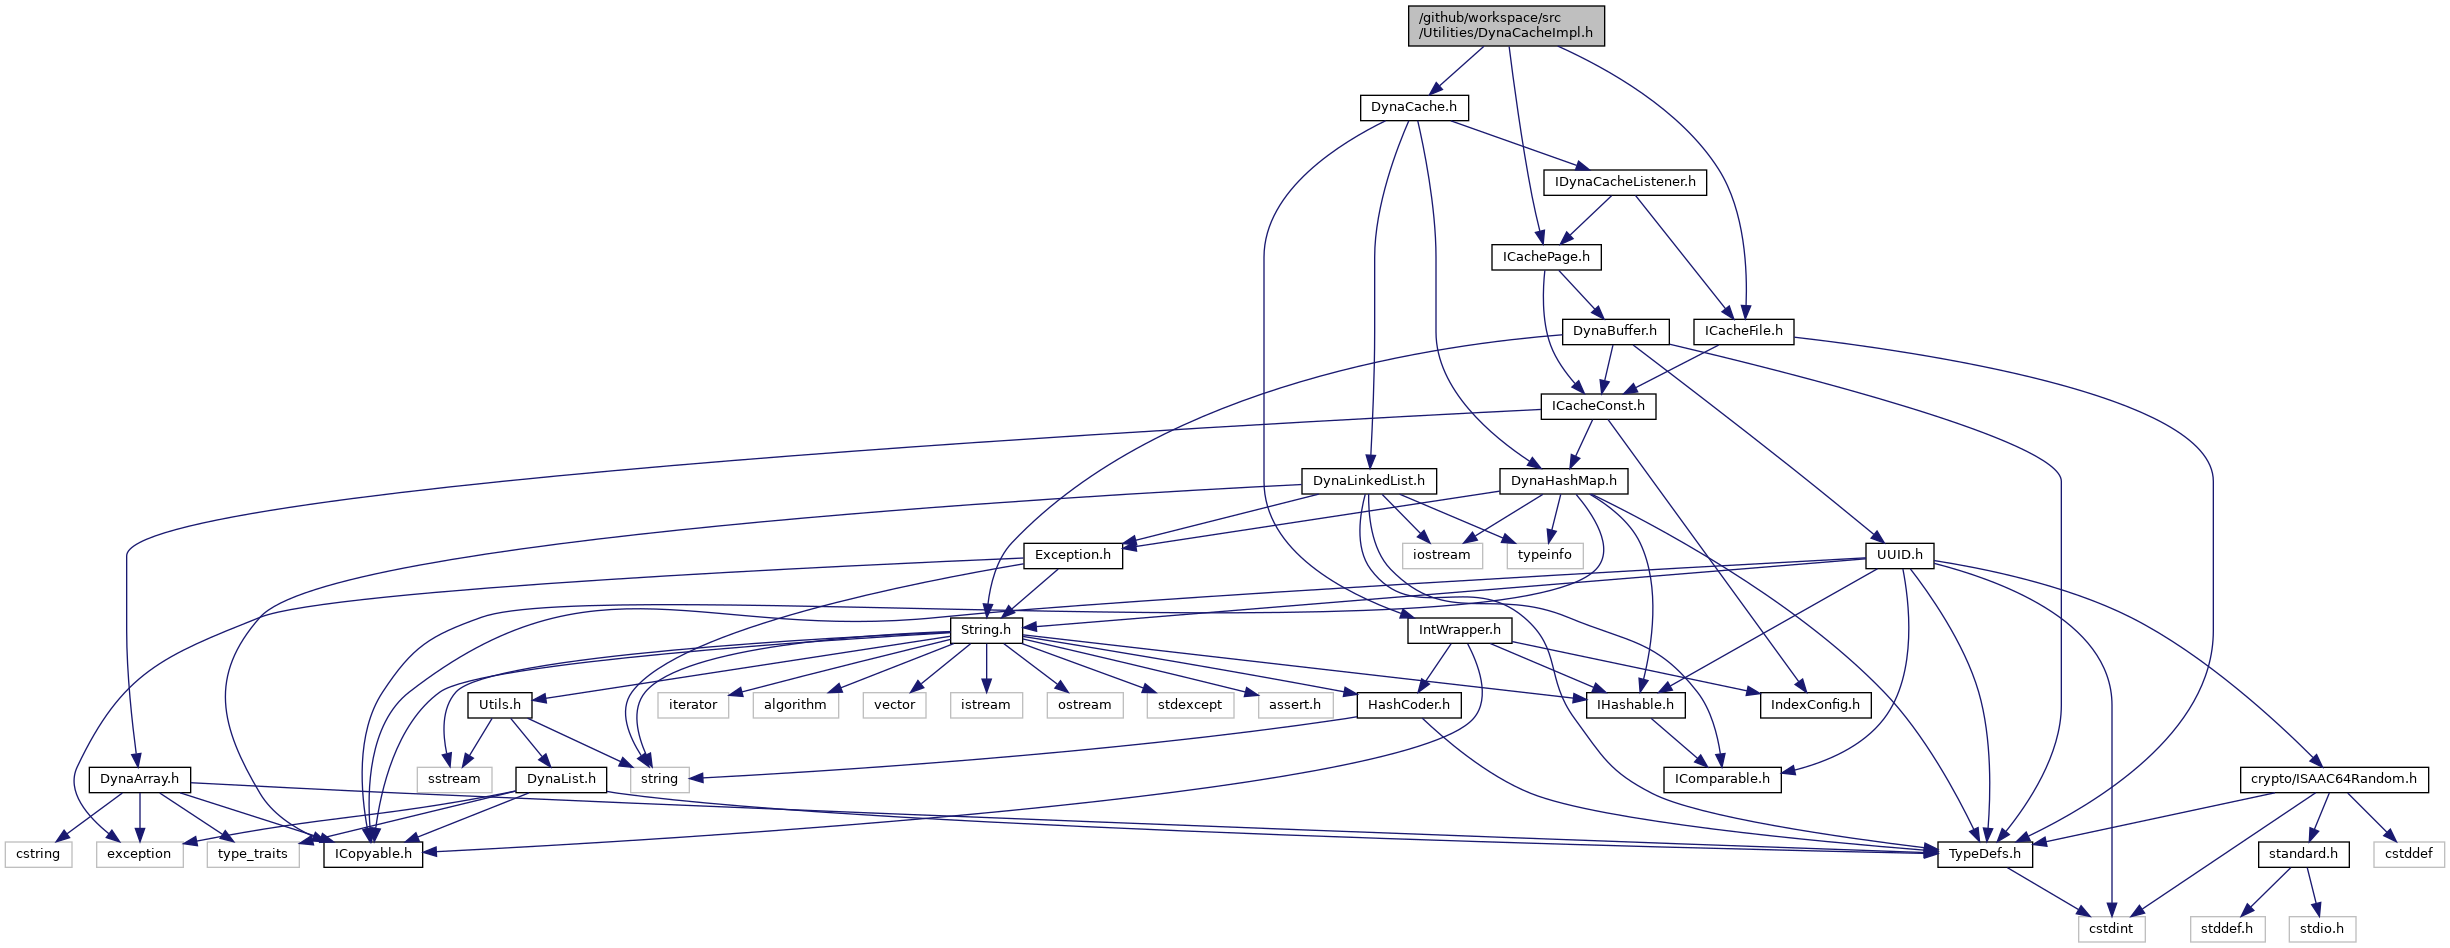 /github/workspace/src
/Utilities/DynaCacheImpl.h
DynaCache.h
IDynaCacheListener.h
ICachePage.h
DynaBuffer.h
ICacheFile.h
ICacheConst.h
DynaLinkedList.h
DynaHashMap.h
Exception.h
iostream
typeinfo
UUID.h
String.h
IntWrapper.h
Utils.h
iterator
algorithm
vector
istream
ostream
stdexcept
assert.h
HashCoder.h
IHashable.h
IndexConfig.h
DynaArray.h
sstream
DynaList.h
string
IComparable.h
crypto/ISAAC64Random.h
cstring
exception
type_traits
ICopyable.h
TypeDefs.h
standard.h
cstddef
cstdint
stddef.h
stdio.h